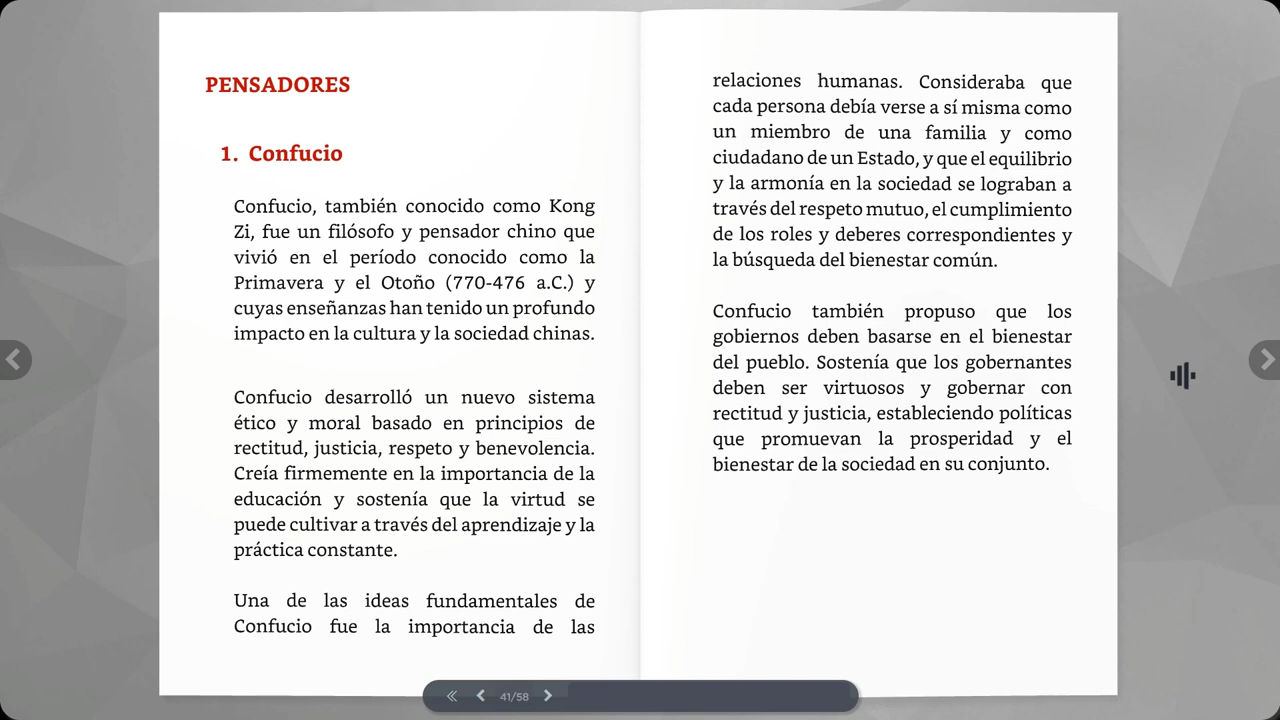 PENSADORES
1. Confucio
Confucio, también conocido como Kong
Zi, fue un filósofo y pensador chino que
vivió en el período conocido como la
Primavera y el Otoño (770-476 a.C.) y
cuyas enseñanzas han tenido un profundo
impacto en la cultura y la sociedad chinas.
Confucio desarrolló un nuevo sistema
ético y moral basado en principios de
rectitud, justicia, respeto y benevolencia.
Creía firmemente en la importancia de la
educación y sostenía que la virtud se
puede cultivar a través del aprendizaje y la
práctica constante.
Una de las ideas fundamentales de
Confucio fue la importancia de las
relaciones humanas. Consideraba que
cada persona debía verse a sí misma como
un miembro de una familia y como
ciudadano de un Estado, y que el equilibrio
y la armonía en la sociedad se lograban a
través del respeto mutuo, el cumplimiento
de los roles y deberes correspondientes y
la búsqueda del bienestar común.
Confucio también propuso que los
gobiernos deben basarse en el bienestar
del pueblo. Sostenía que los gobernantes
deben ser virtuosos y gobernar con
rectitud y justicia, estableciendo políticas
que promuevan la prosperidad y el
bienestar de la sociedad en su conjunto.
41/58